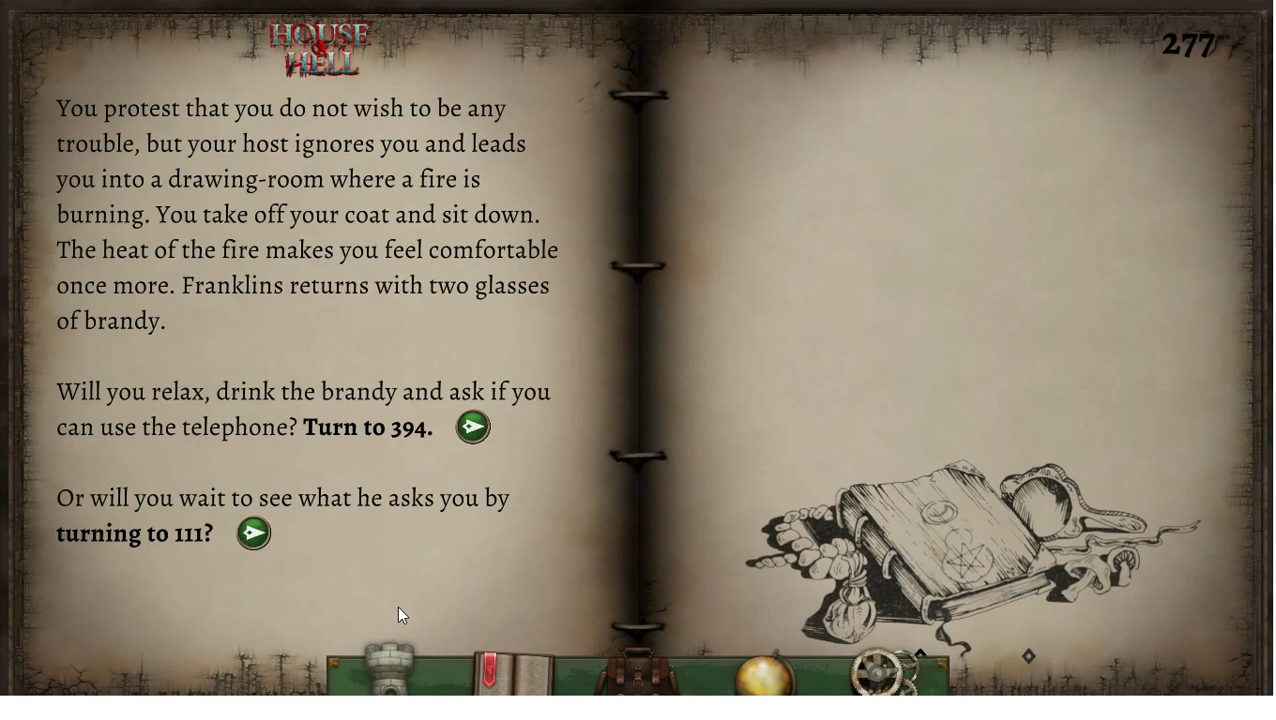 HOUSE
&
HELL
277
You protest that you do not wish to be any
trouble, but your host ignores you and leads
you into a drawing-room where a fire is
burning. You take off your coat and sit down.
The heat of the fire makes you feel comfortable
once more. Franklins returns with two glasses
of brandy.
Will you relax, drink the brandy and ask if you
can use the telephone? Turn to 394.
Or will you wait to see what he asks you by
turning to 111?